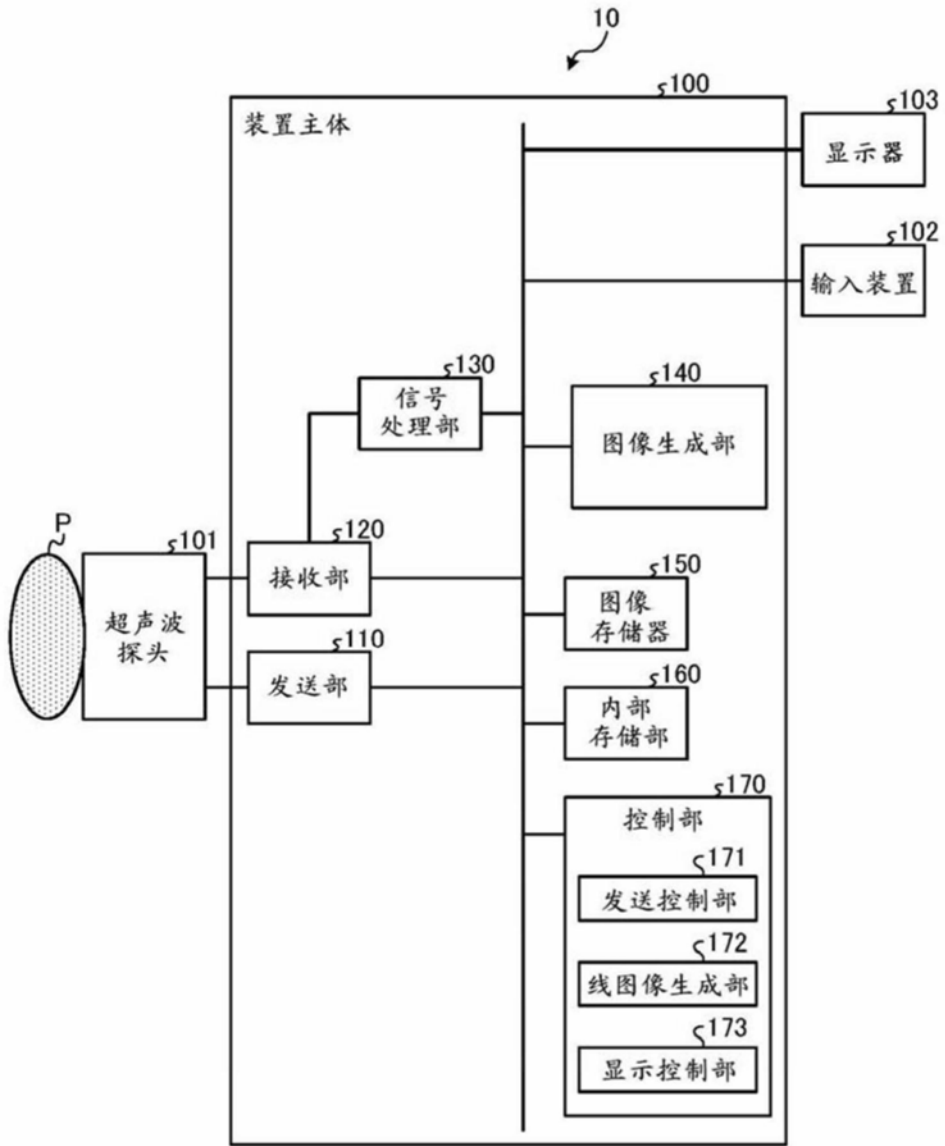 10
100
装置主体
103
显示器
102
输入装置
130
信号
处理部
140
图像生成部
P
101
超声波
探头
120
接收部
150
图像
存储器
110
发送部
160
内部
存储部
170
控制部
171
发送控制部
172
线图像生成部
173
显示控制部